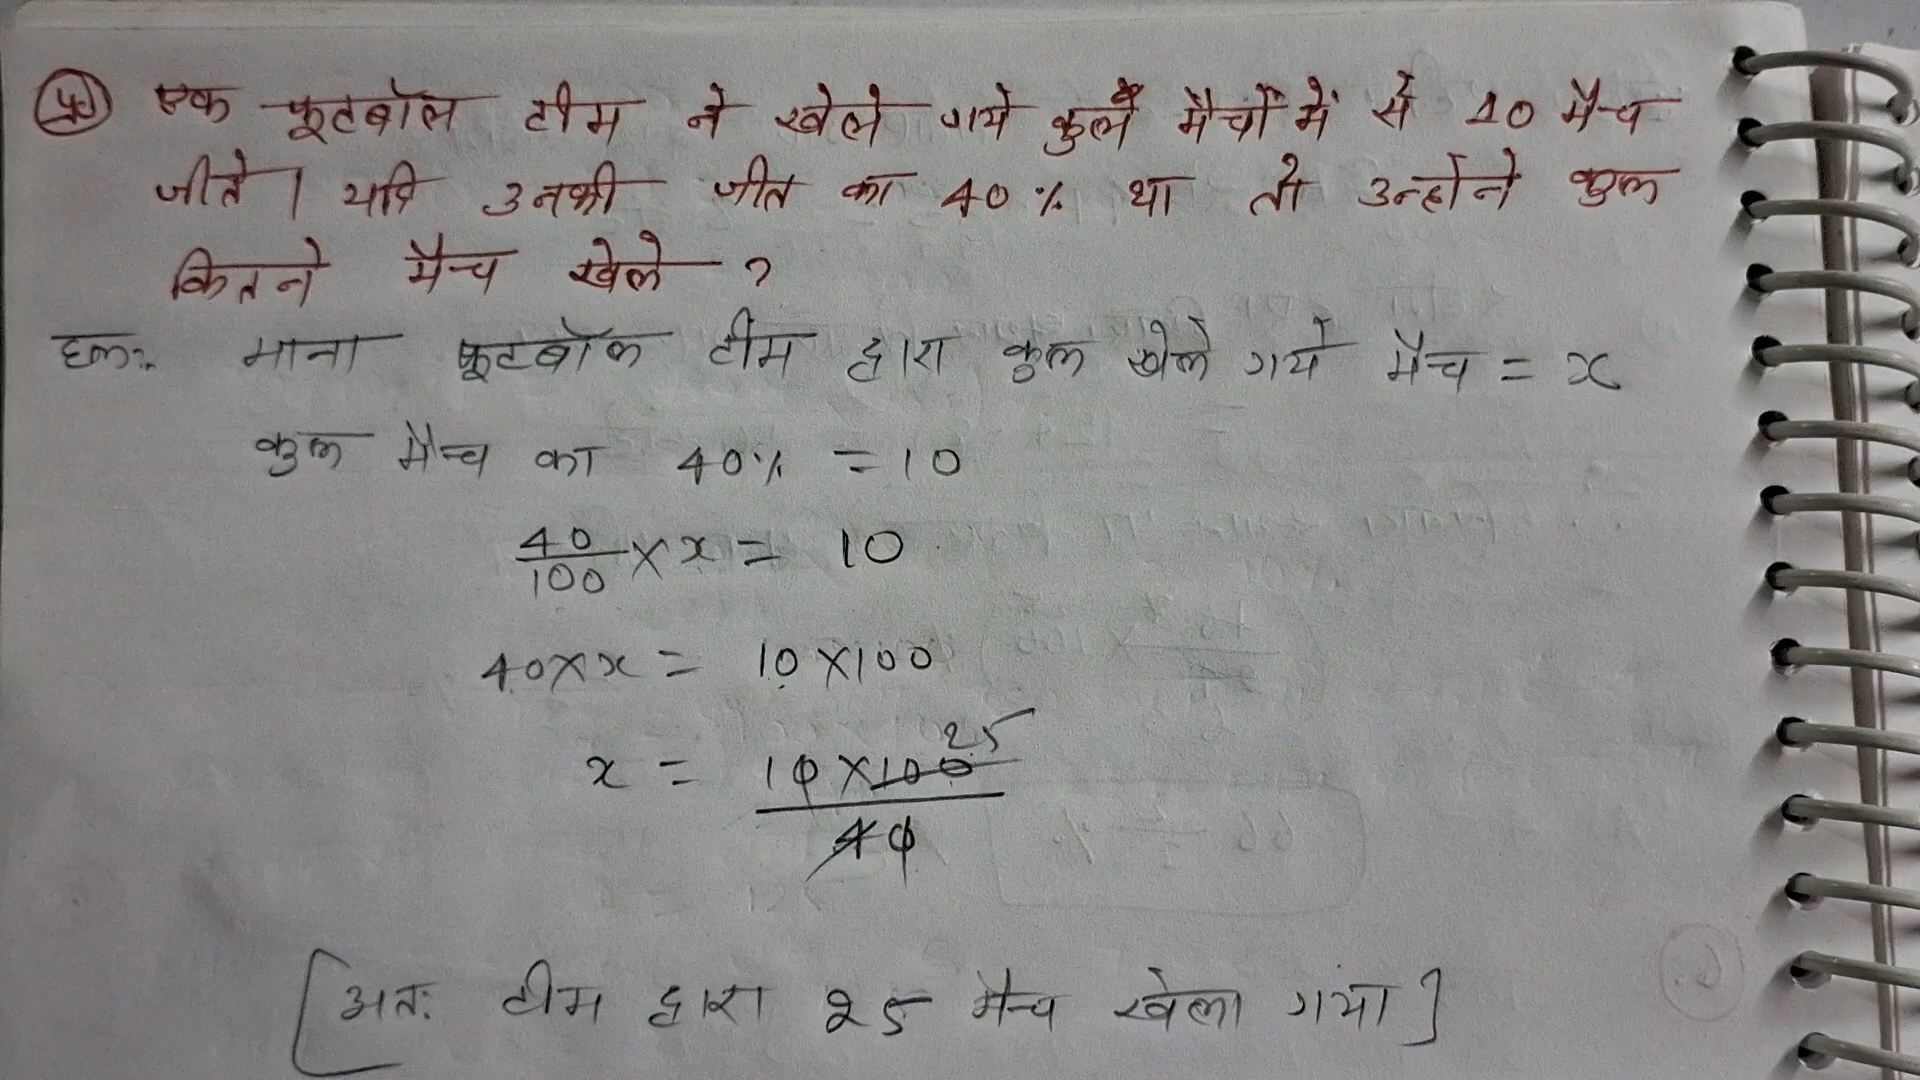 5) एक फूटबॉल टीम ने खेले गये कुल मैचों में से 10 मैच
जीते । यदि उनकी जीत का 40% था तो उन्होंने कुल
कितने मैच खेले ?
हलः- माना फूटबॉल टीम द्वारा कुल खेले गये मैच = x
कुल मैच का 40% = 10
40/100 × x = 10
40 × x = 10 × 100
25
x = 10 × 100 / 40
[अतः टीम द्वारा 25 मैच खेला गया]